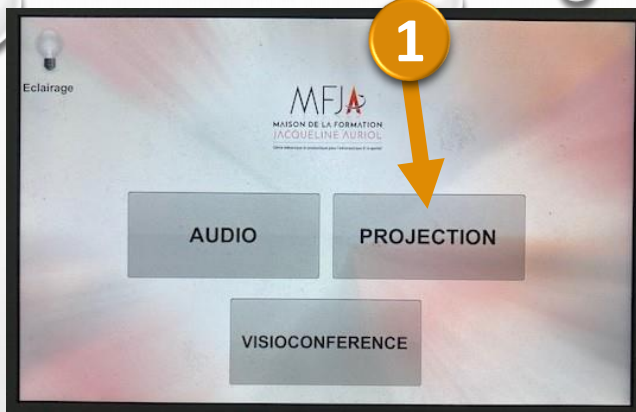 1
Eclairage
MFJA
MAISON DE LA FORMATION
JACQUELINE AURIOL
AUDIO
PROJECTION
VISIOCONFERENCE